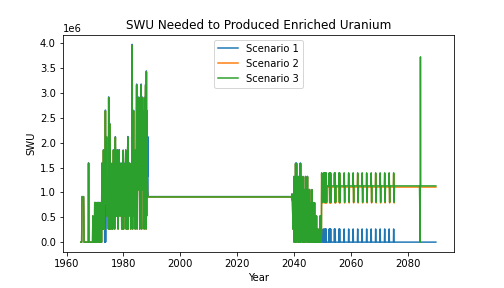 SWU Needed to Produced Enriched Uranium
1e6
Scenario 1
Scenario 2
Scenario 3
4.0
3.5
3.0
2.5
2.0
1.5
1.0
0.5
0.0
SWU
1960 1980 2000 2020 2040 2060 2080
Year